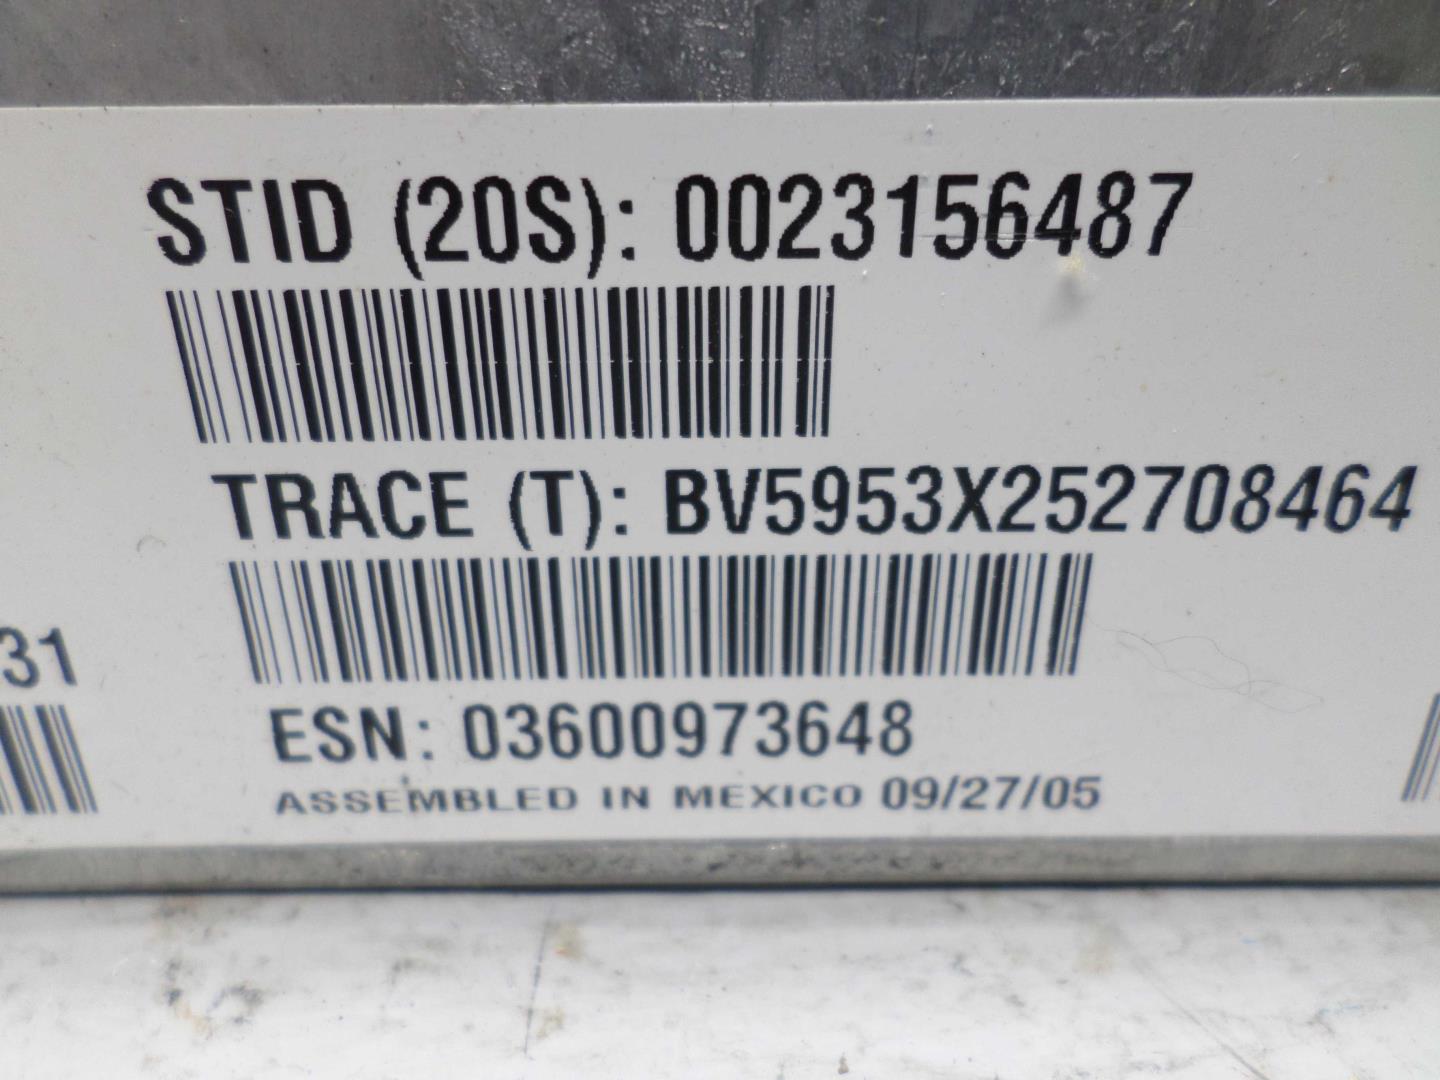 STID (20S): 0023156487
TRACE (T): BV5953X252708464
31
ESN: 03600973648
ASSEMBLED IN MEXICO 09/27/05